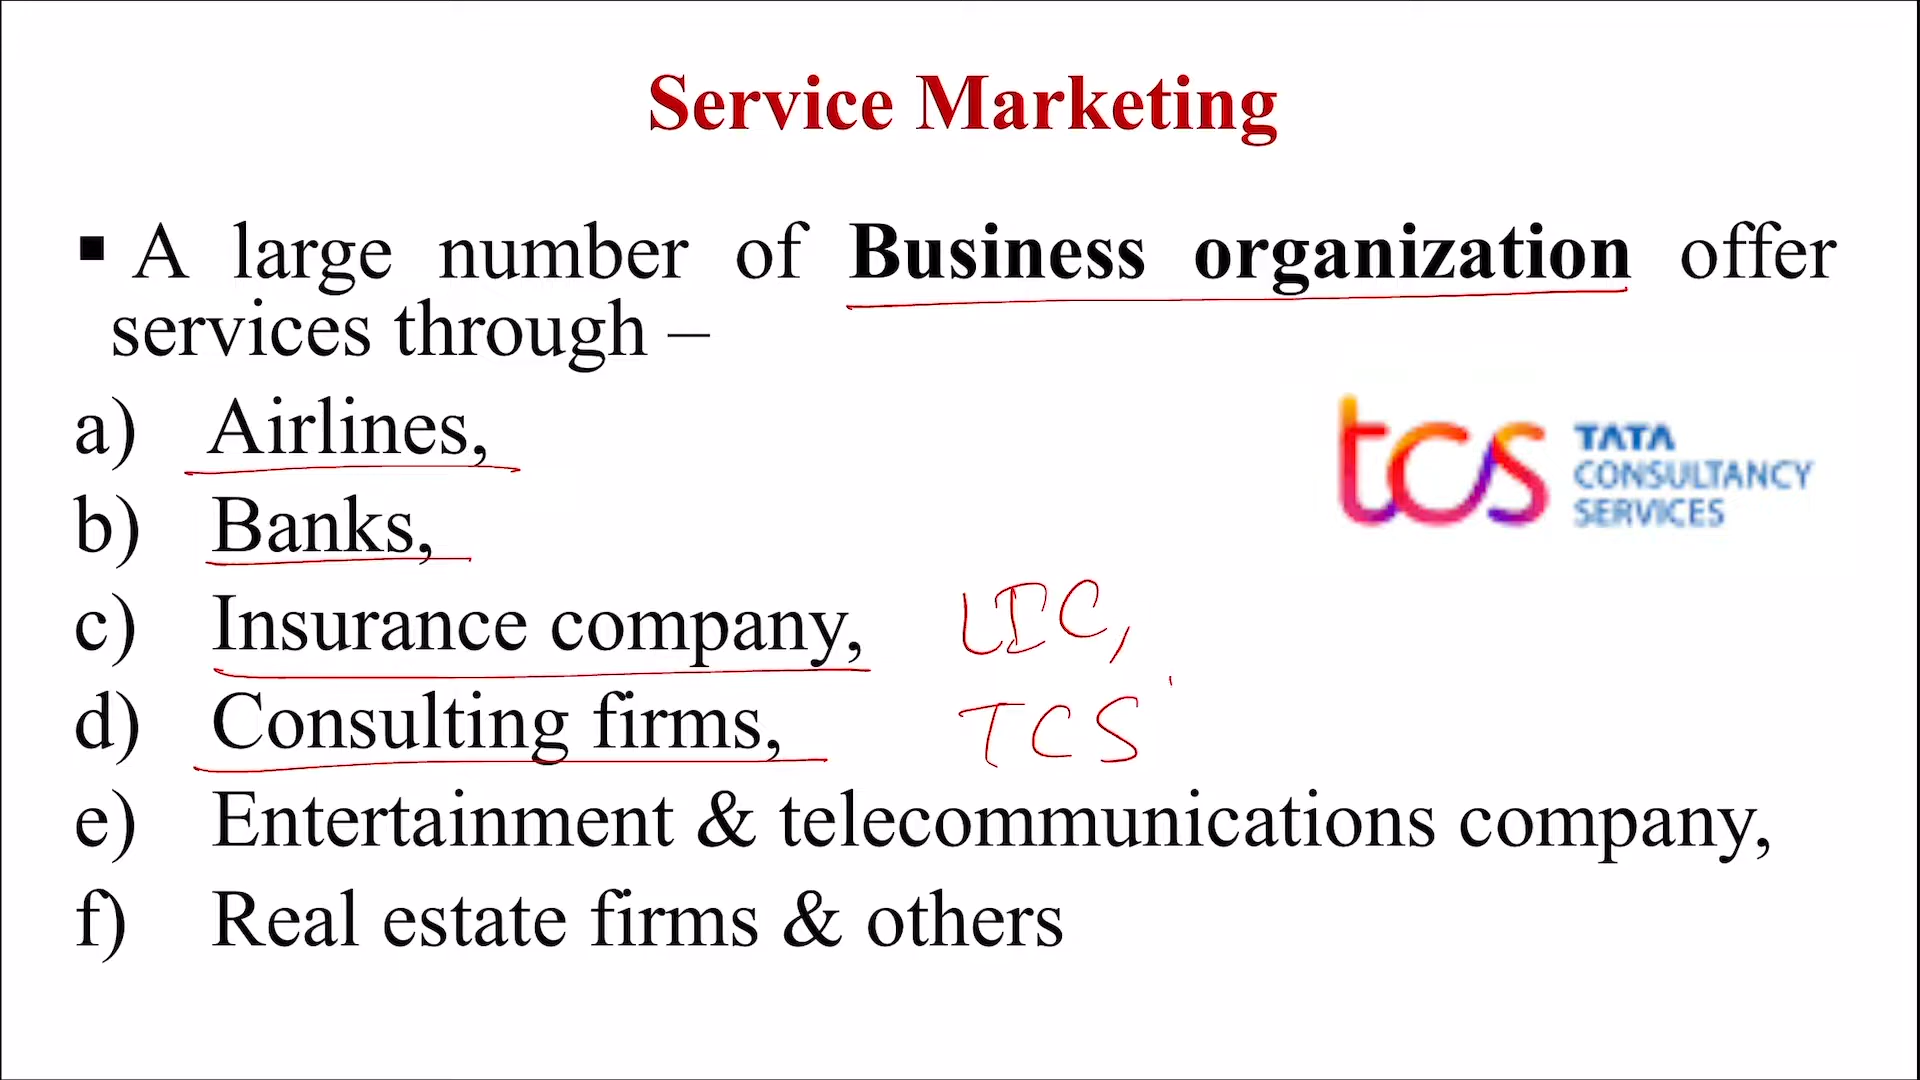 Service Marketing
▪ A large number of Business organization offer
services through –
a) Airlines,
b) Banks,
c) Insurance company, LIC,
d) Consulting firms, TCS
e) Entertainment & telecommunications company,
f) Real estate firms & others
tcs TATA
CONSULTANCY
SERVICES